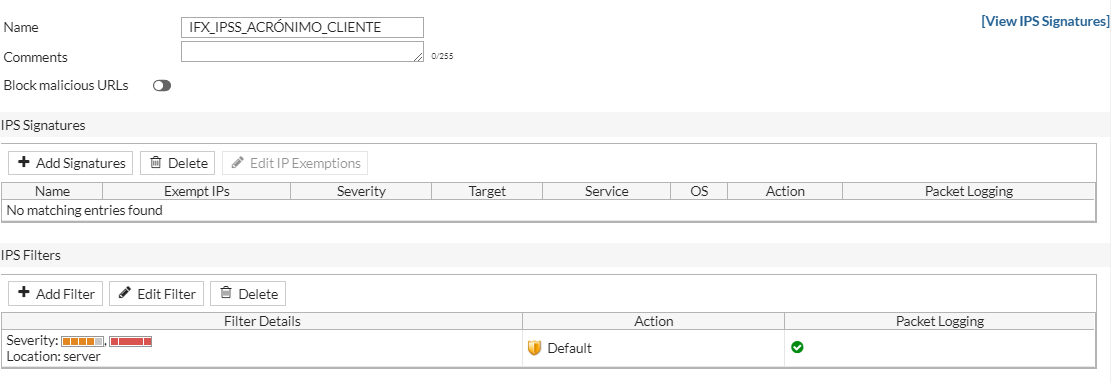 Name IFX_IPSS_ACRÓNIMO_CLIENTE [View IPS Signatures]
Comments 0/255
Block malicious URLs
IPS Signatures
Add Signatures Delete Edit IP Exemptions
Name Exempt IPs Severity Target Service OS Action Packet Logging
No matching entries found
IPS Filters
Add Filter Edit Filter Delete
Filter Details Action Packet Logging
Severity: , Default
Location: server